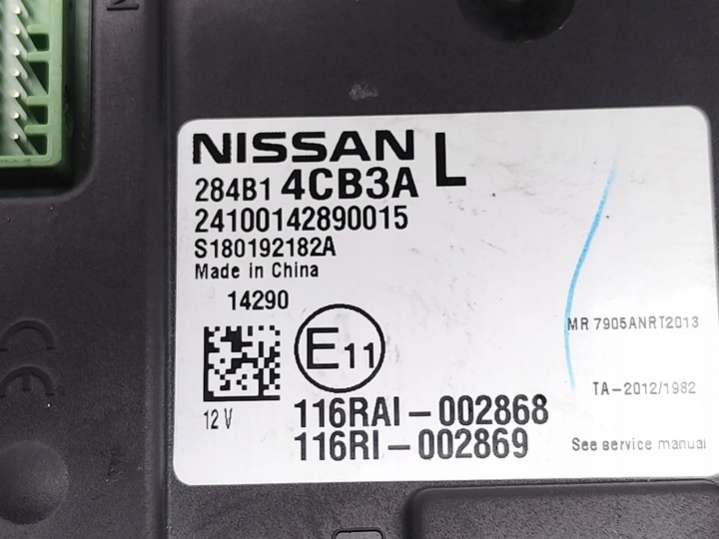 NISSAN L
284B1 4CB3A
24100142890015
S180192182A
Made in China
14290
E11
12 V
116RAI-002868
116RI-002869
MR 7905ANRT2013
TA-2012/1982
See service manual
CE
N